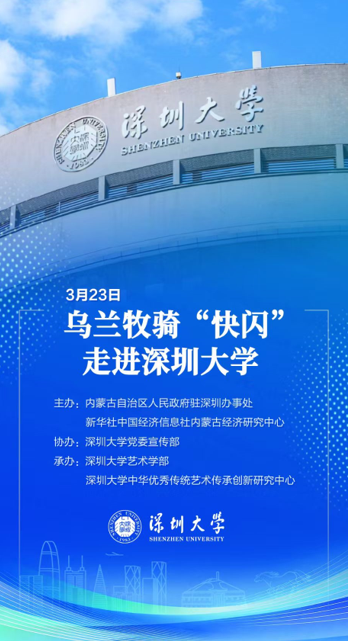 深圳大学
SHENZHEN UNIVERSITY
3月23日
乌兰牧骑“快闪”
走进深圳大学
主办：内蒙古自治区人民政府驻深圳办事处
新华社中国经济信息社内蒙古经济研究中心
协办：深圳大学党委宣传部
承办：深圳大学艺术学部
深圳大学中华优秀传统艺术传承创新研究中心
深圳大学
SHENZHEN UNIVERSITY